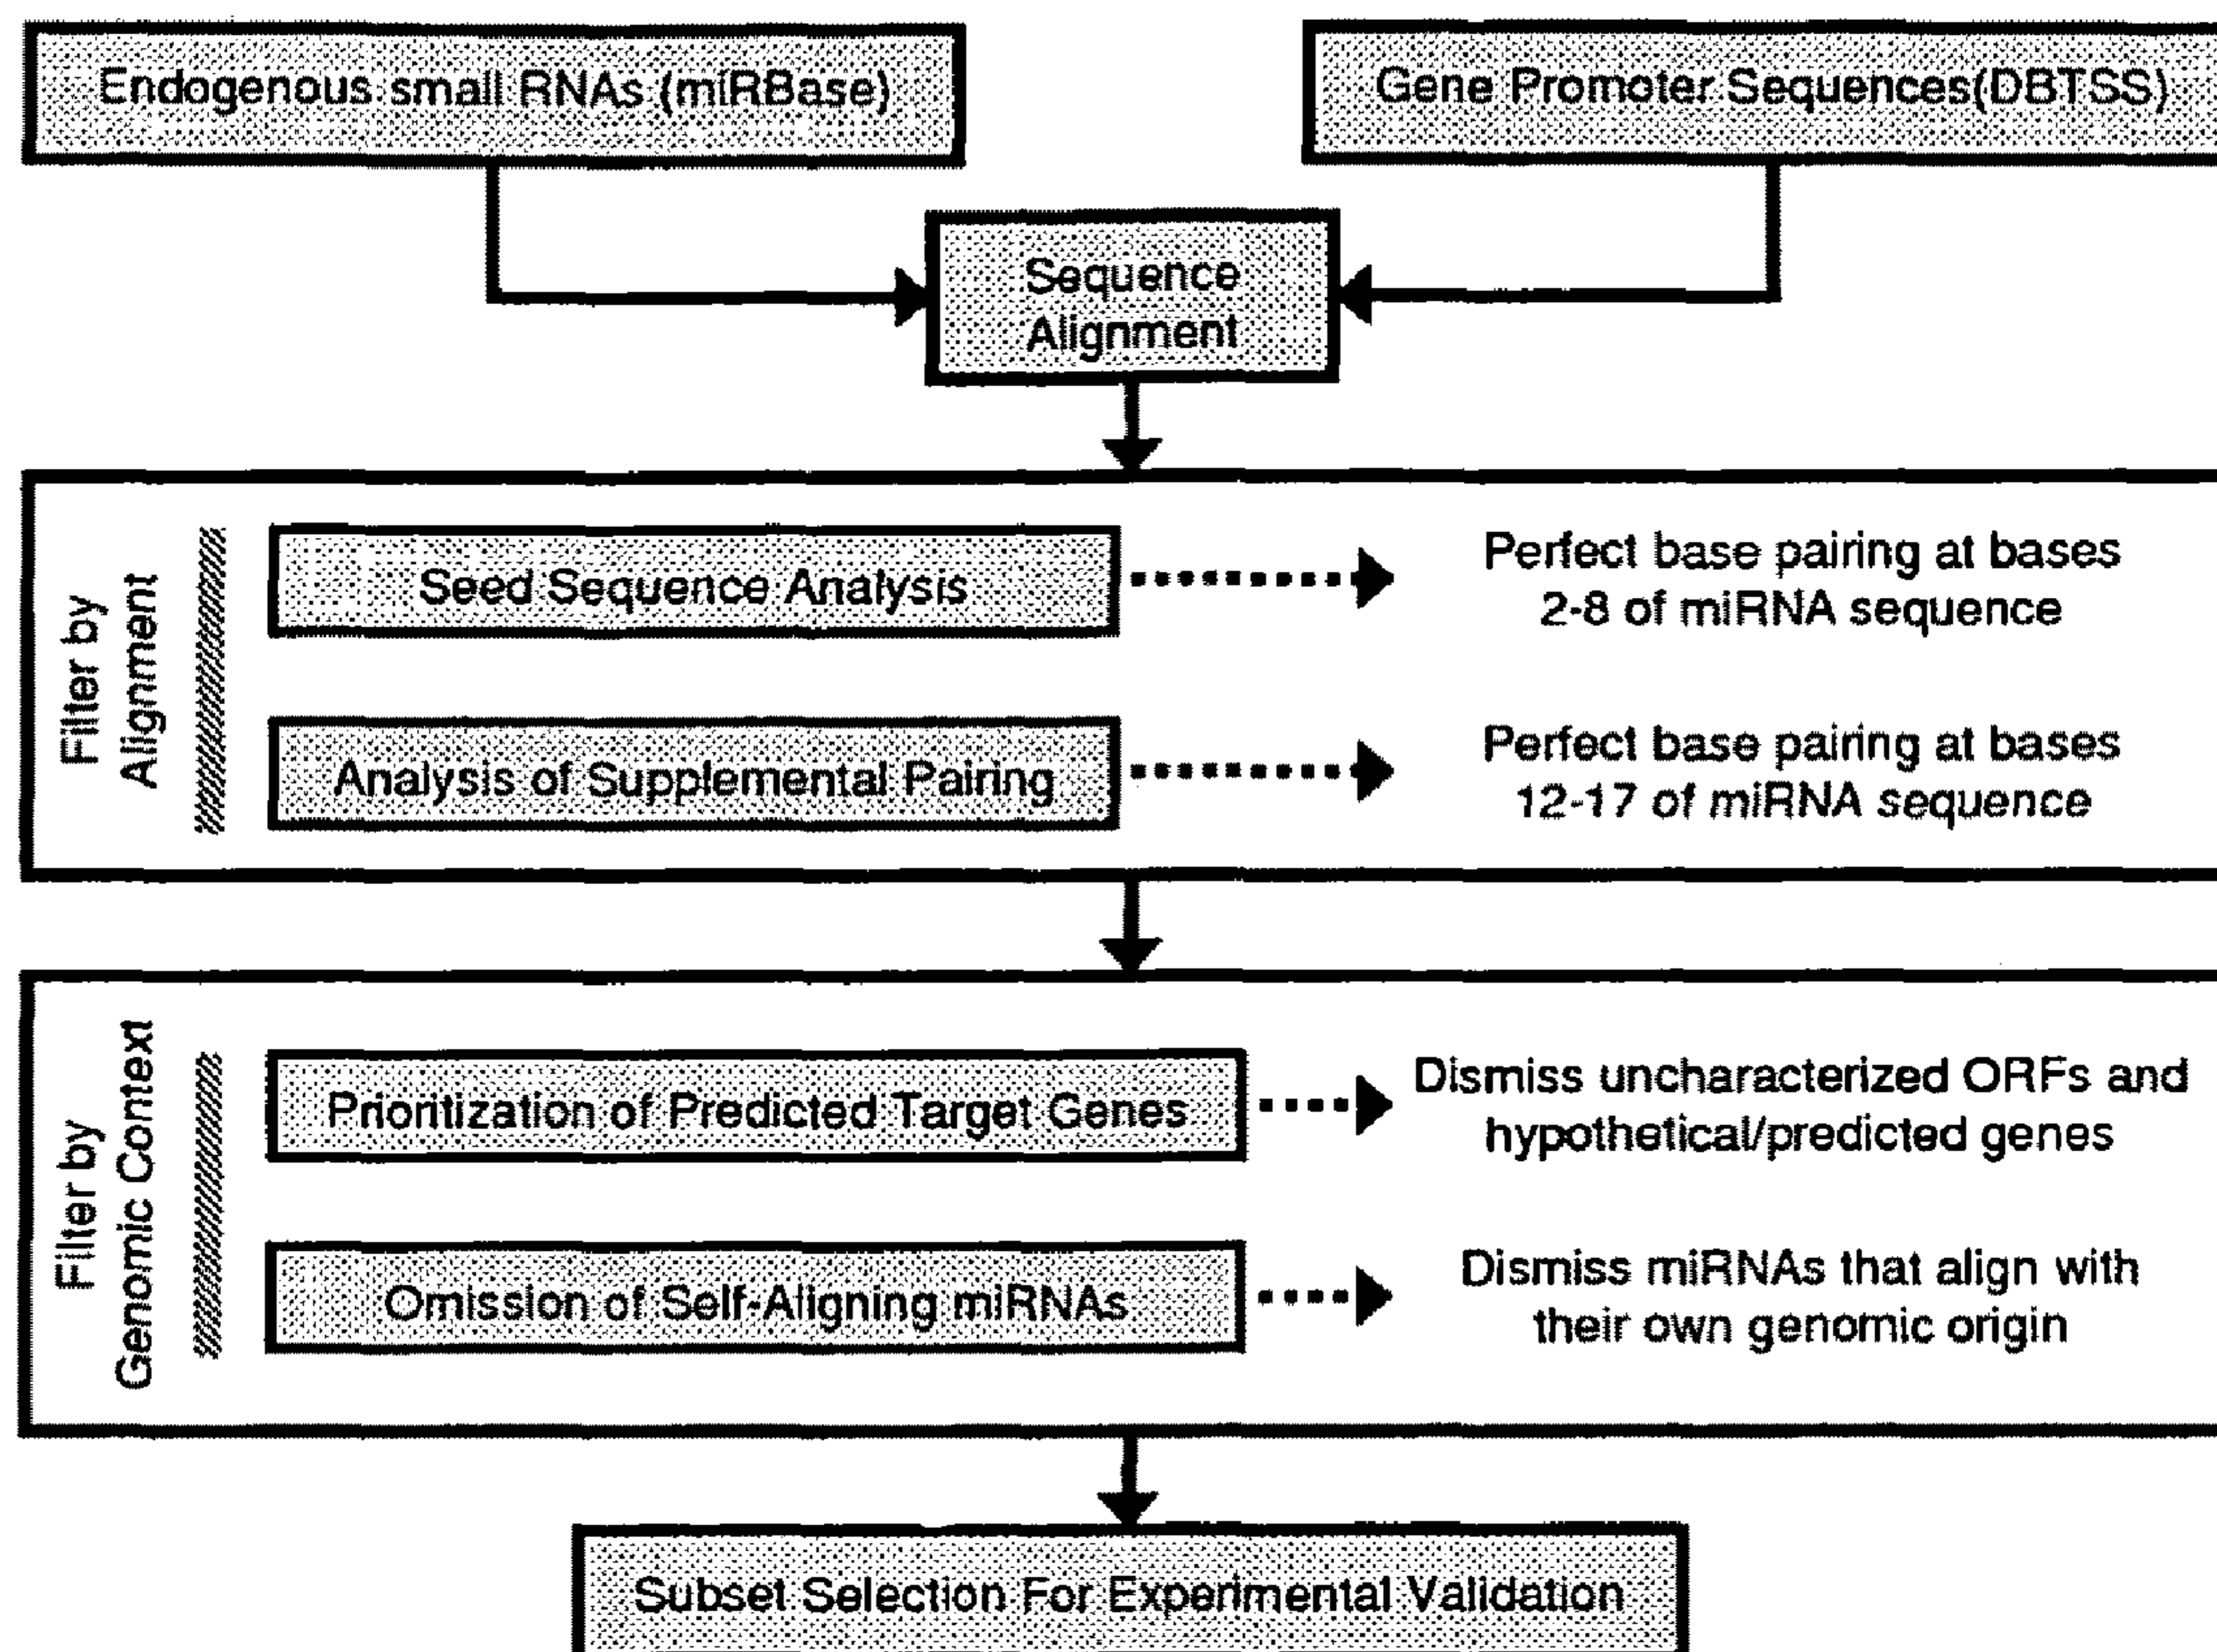 Endogenous small RNAs (miRBase)
Gene Promoter Sequences(DBTSS)
Sequence
Alignment
Filter by
Alignment
Seed Sequence Analysis
Perfect base pairing at bases
2-8 of miRNA sequence
Analysis of Supplemental Pairing
Perfect base pairing at bases
12-17 of miRNA sequence
Filter by
Genomic Context
Prioritization of Predicted Target Genes
Dismiss uncharacterized ORFs and
hypothetical/predicted genes
Omission of Self-Aligning miRNAs
Dismiss miRNAs that align with
their own genomic origin
Subset Selection For Experimental Validation